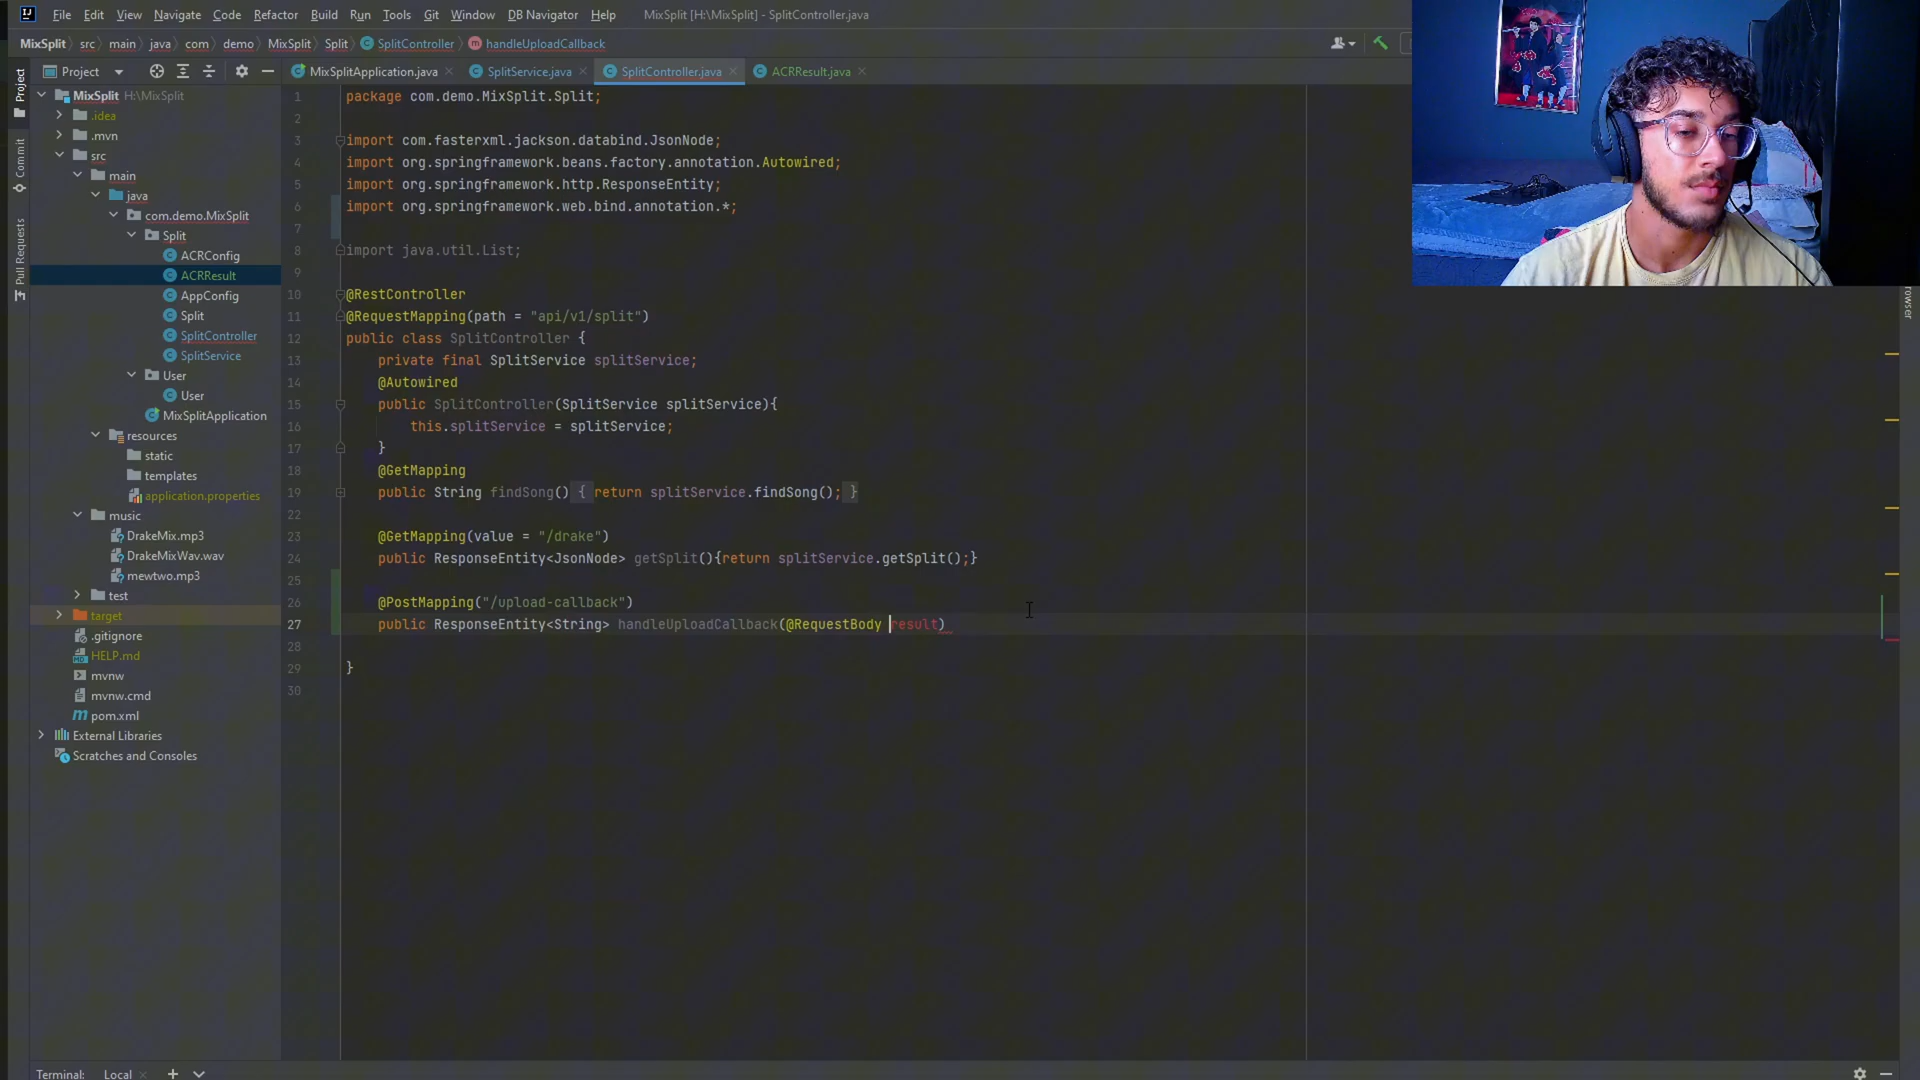 File Edit View Navigate Code Refactor Build Run Tools Git Window DB Navigator Help MixSplit [H:\MixSplit] - SplitController.java
MixSplit src main java com demo MixSplit Split SplitController handleUploadCallback
Project
MixSplitApplication.java SplitService.java SplitController.java ACRResult.java
Project
Commit
Pull Requests
MixSplit H:\MixSplit
.idea
.mvn
src
main
java
com.demo.MixSplit
Split
ACRConfig
ACRResult
AppConfig
Split
SplitController
SplitService
User
User
MixSplitApplication
resources
static
templates
application.properties
music
DrakeMix.mp3
DrakeMixWav.wav
mewtwo.mp3
test
target
.gitignore
HELP.md
mvnw
mvnw.cmd
pom.xml
External Libraries
Scratches and Consoles
1 package com.demo.MixSplit.Split;
2
3 import com.fasterxml.jackson.databind.JsonNode;
4 import org.springframework.beans.factory.annotation.Autowired;
5 import org.springframework.http.ResponseEntity;
6 import org.springframework.web.bind.annotation.*;
7
8 import java.util.List;
9
10 @RestController
11 @RequestMapping(path = "api/v1/split")
12 public class SplitController {
13 private final SplitService splitService;
14 @Autowired
15 public SplitController(SplitService splitService){
16 this.splitService = splitService;
17 }
18 @GetMapping
19 public String findSong() { return splitService.findSong(); }
22
23 @GetMapping(value = "/drake")
24 public ResponseEntity<JsonNode> getSplit(){return splitService.getSplit();}
25
26 @PostMapping("/upload-callback")
27 public ResponseEntity<String> handleUploadCallback(@RequestBody result)
28
29 }
30
Terminal: Local